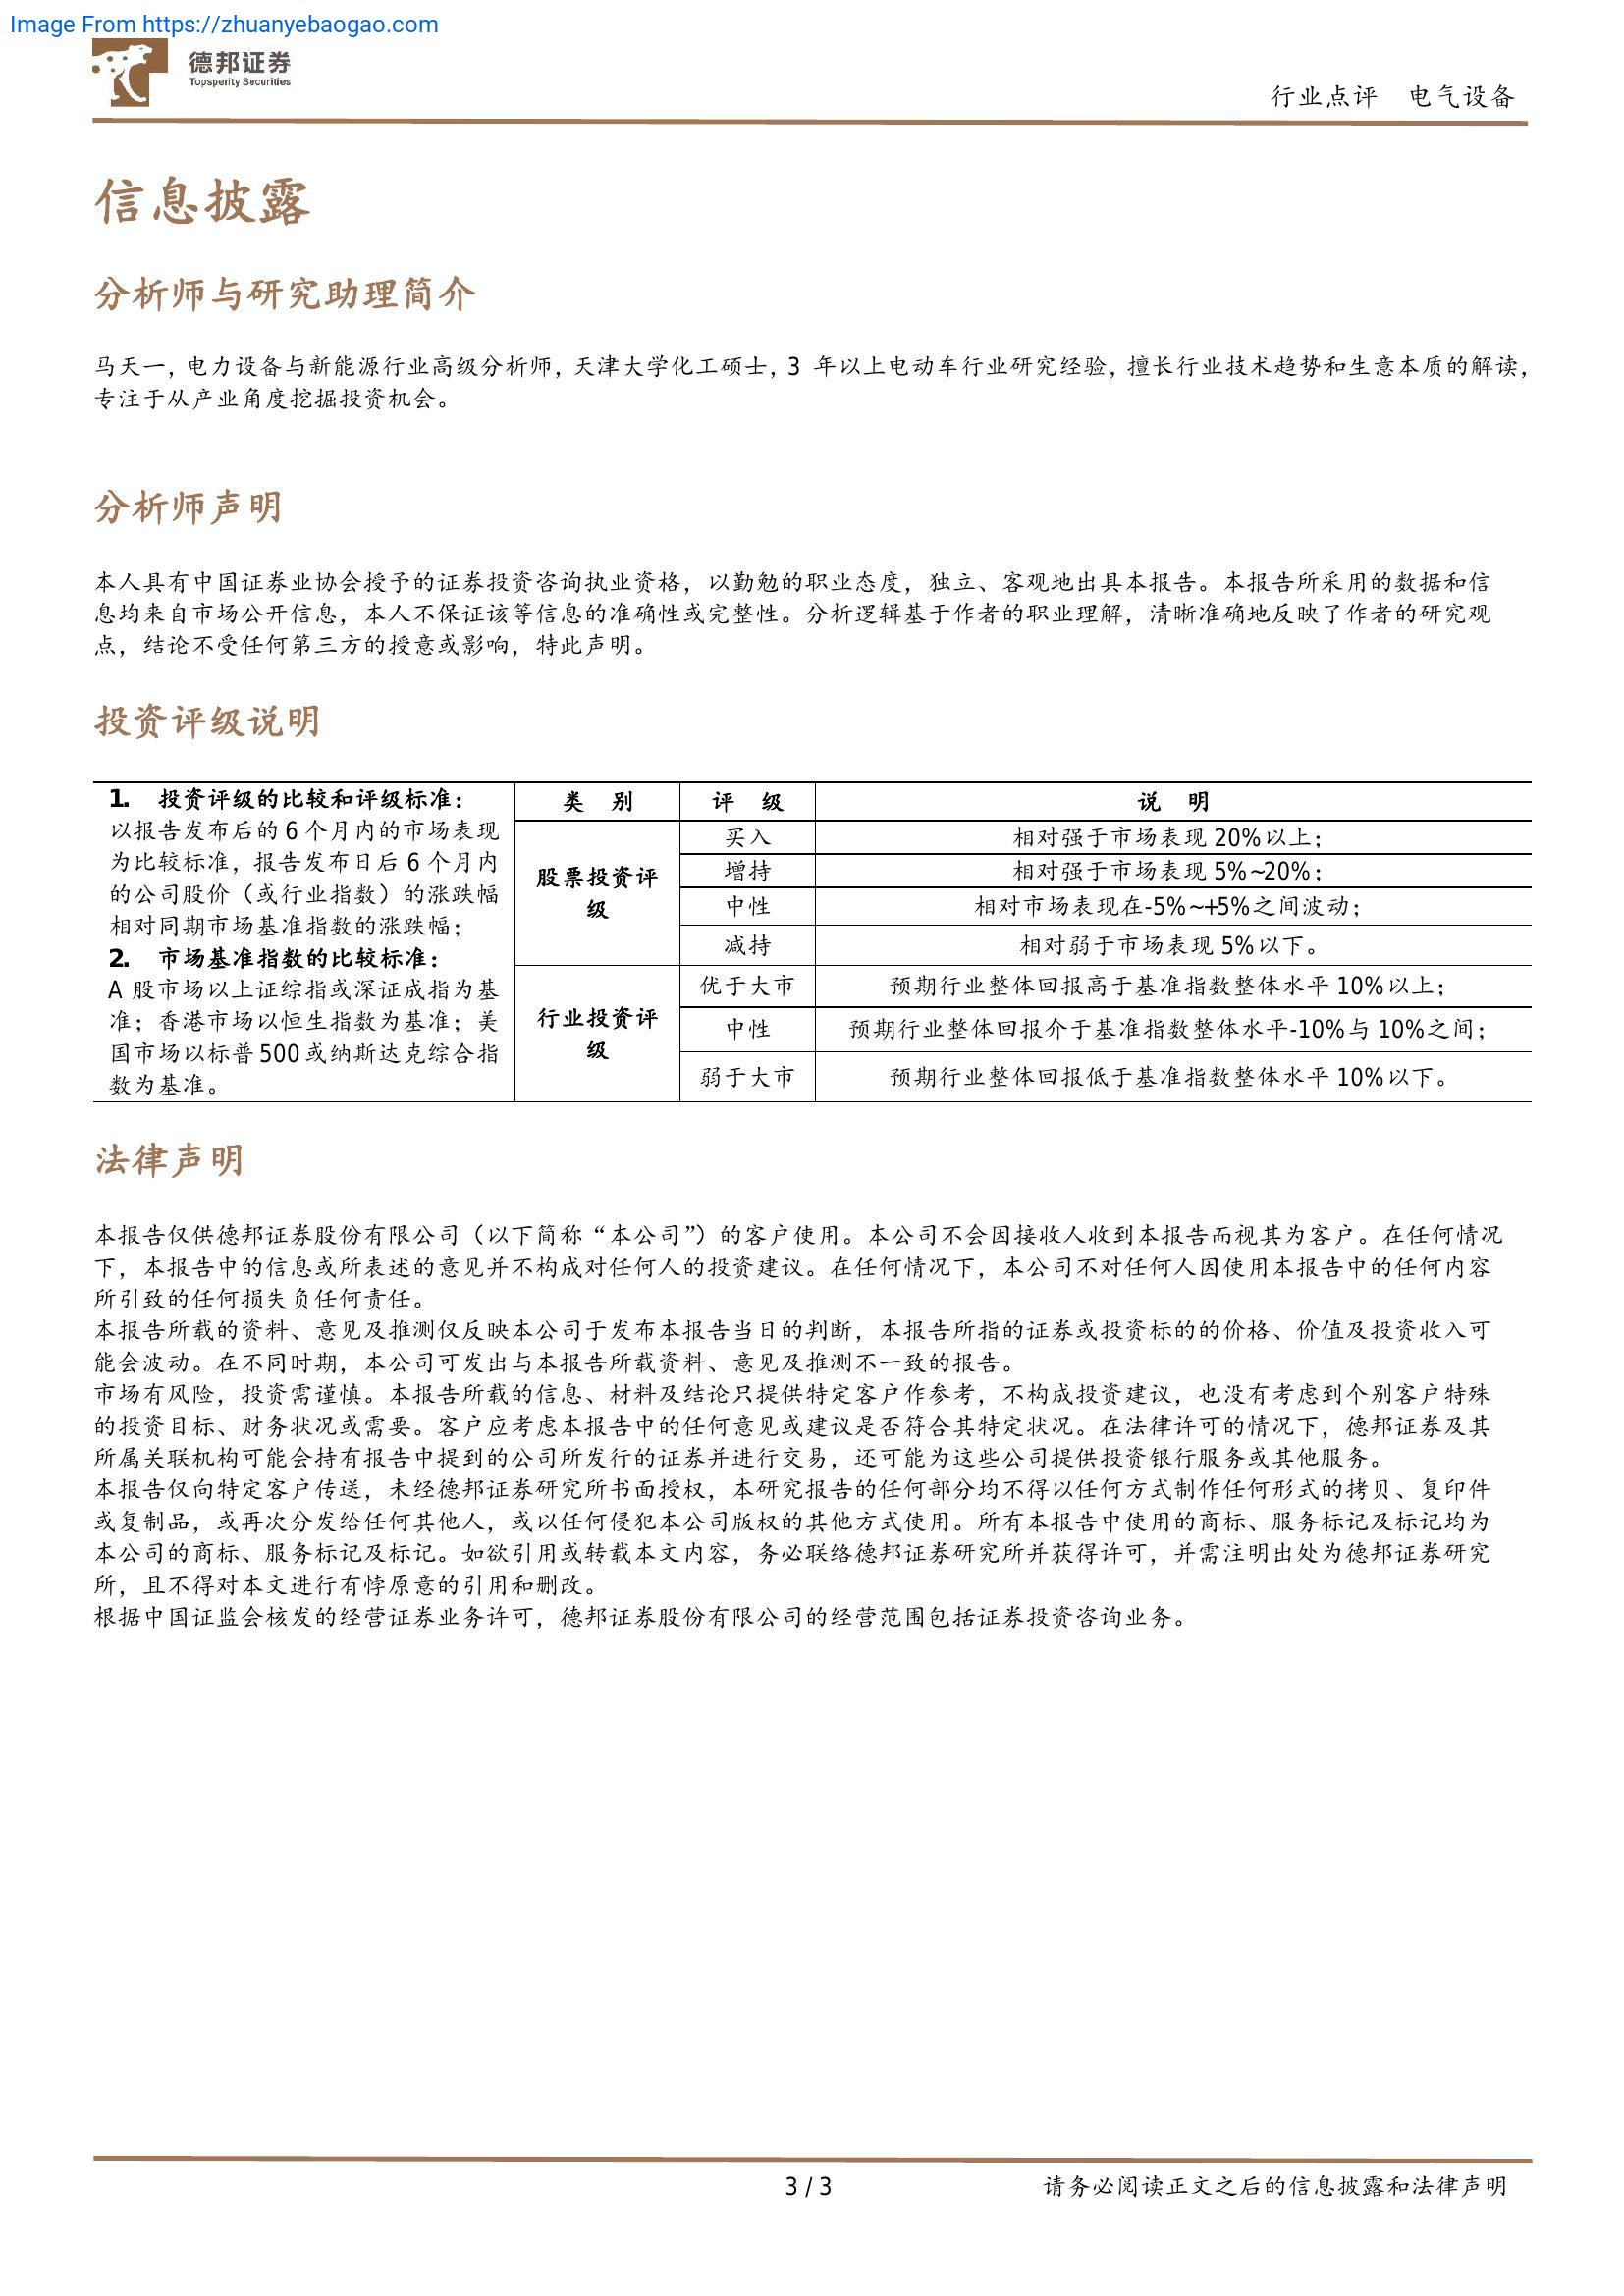 Image From https://zhuanyebaogao.com
德邦证券
Topsperity Securities
行业点评 电气设备
信息披露
分析师与研究助理简介
马天一，电力设备与新能源行业高级分析师，天津大学化工硕士，3 年以上电动车行业研究经验，擅长行业技术趋势和生意本质的解读，
专注于从产业角度挖掘投资机会。
分析师声明
本人具有中国证券业协会授予的证券投资咨询执业资格，以勤勉的职业态度，独立、客观地出具本报告。本报告所采用的数据和信
息均来自市场公开信息，本人不保证该等信息的准确性或完整性。分析逻辑基于作者的职业理解，清晰准确地反映了作者的研究观
点，结论不受任何第三方的授意或影响，特此声明。
投资评级说明
1. 投资评级的比较和评级标准：
以报告发布后的 6 个月内的市场表现
为比较标准，报告发布日后 6 个月内
的公司股价（或行业指数）的涨跌幅
相对同期市场基准指数的涨跌幅；
2. 市场基准指数的比较标准：
A 股市场以上证综指或深证成指为基
准；香港市场以恒生指数为基准；美
国市场以标普 500 或纳斯达克综合指
数为基准。
类 别 评 级 说 明
股票投资评
级
买入 相对强于市场表现 20%以上；
增持 相对强于市场表现 5%~20%；
中性 相对市场表现在-5%~+5%之间波动；
减持 相对弱于市场表现 5%以下。
行业投资评
级
优于大市 预期行业整体回报高于基准指数整体水平 10%以上；
中性 预期行业整体回报介于基准指数整体水平-10%与 10%之间；
弱于大市 预期行业整体回报低于基准指数整体水平 10%以下。
法律声明
本报告仅供德邦证券股份有限公司（以下简称“本公司”）的客户使用。本公司不会因接收人收到本报告而视其为客户。在任何情况
下，本报告中的信息或所表述的意见并不构成对任何人的投资建议。在任何情况下，本公司不对任何人因使用本报告中的任何内容
所引致的任何损失负任何责任。
本报告所载的资料、意见及推测仅反映本公司于发布本报告当日的判断，本报告所指的证券或投资标的的价格、价值及投资收入可
能会波动。在不同时期，本公司可发出与本报告所载资料、意见及推测不一致的报告。
市场有风险，投资需谨慎。本报告所载的信息、材料及结论只提供特定客户作参考，不构成投资建议，也没有考虑到个别客户特殊
的投资目标、财务状况或需要。客户应考虑本报告中的任何意见或建议是否符合其特定状况。在法律许可的情况下，德邦证券及其
所属关联机构可能会持有报告中提到的公司所发行的证券并进行交易，还可能为这些公司提供投资银行服务或其他服务。
本报告仅向特定客户传送，未经德邦证券研究所书面授权，本研究报告的任何部分均不得以任何方式制作任何形式的拷贝、复印件
或复制品，或再次分发给任何其他人，或以任何侵犯本公司版权的其他方式使用。所有本报告中使用的商标、服务标记及标记均为
本公司的商标、服务标记及标记。如欲引用或转载本文内容，务必联络德邦证券研究所并获得许可，并需注明出处为德邦证券研究
所，且不得对本文进行有悖原意的引用和删改。
根据中国证监会核发的经营证券业务许可，德邦证券股份有限公司的经营范围包括证券投资咨询业务。
3 / 3
请务必阅读正文之后的信息披露和法律声明